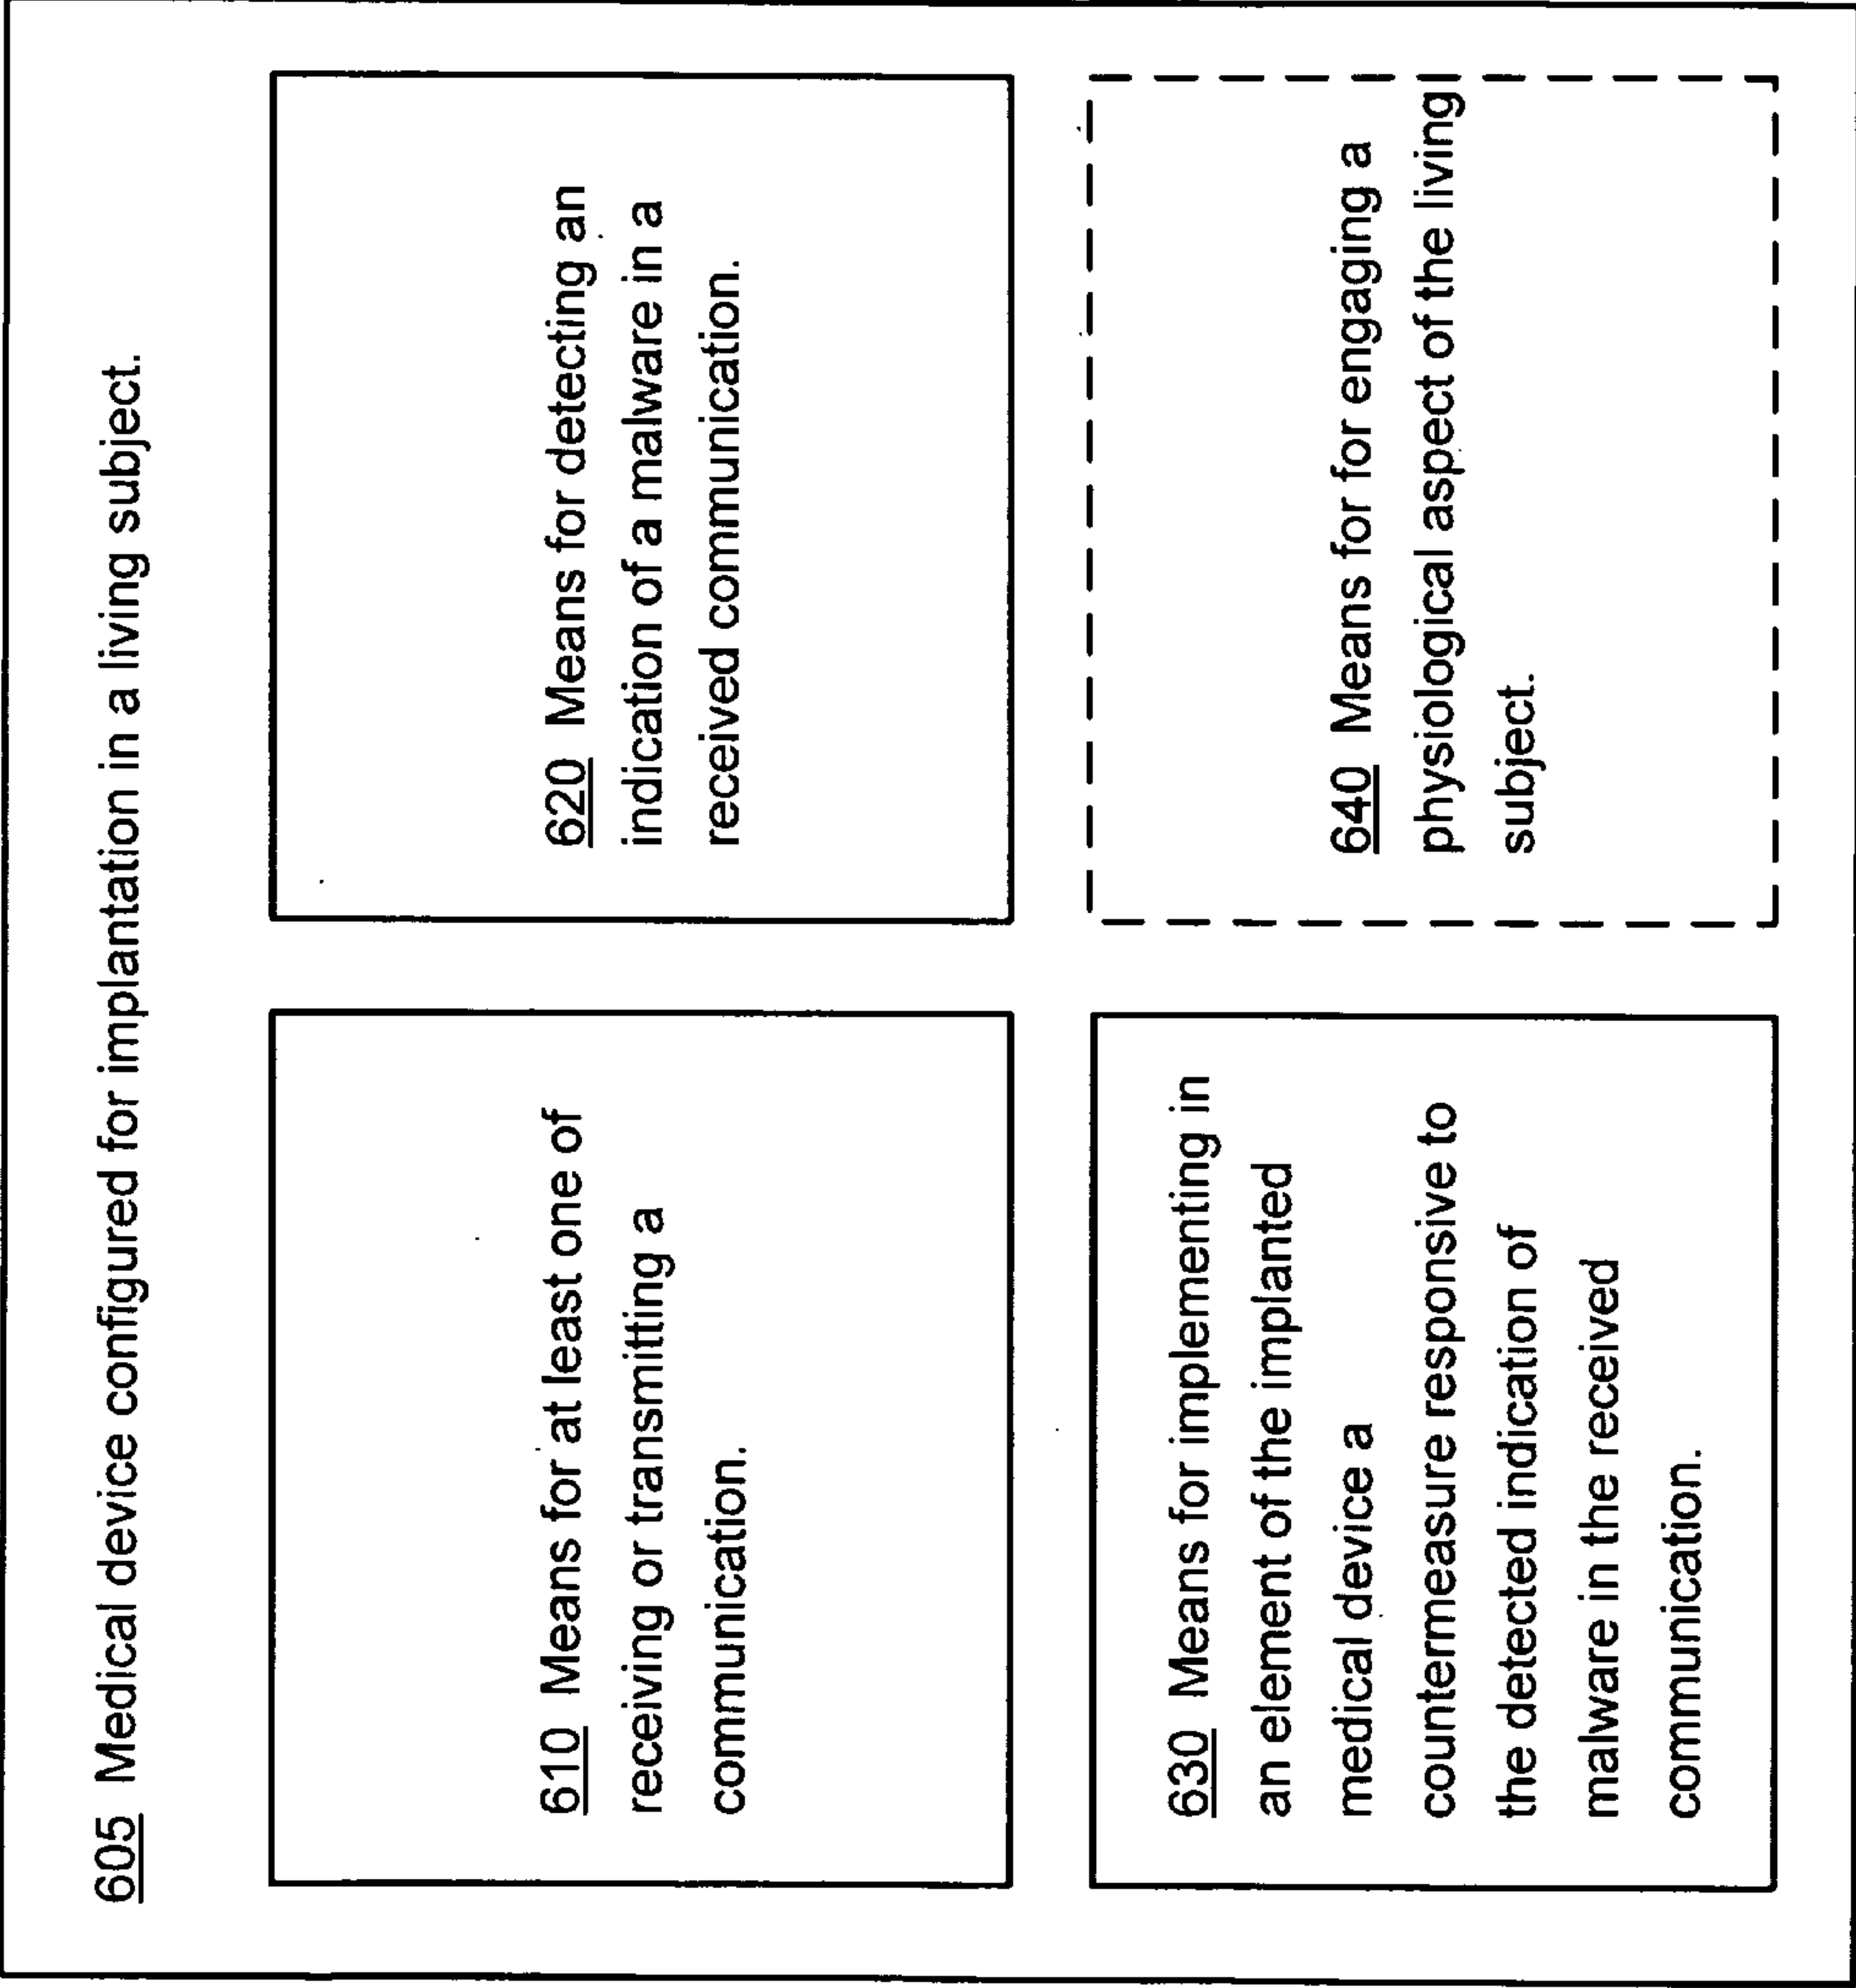 605 Medical device configured for implantation in a living subject.
610 Means for at least one of
receiving or transmitting a
communication.
620 Means for detecting an
indication of a malware in a
received communication.
630 Means for implementing in
an element of the implanted
medical device a
countermeasure responsive to
the detected indication of
malware in the received
communication.
640 Means for for engaging a
physiological aspect of the living
subject.